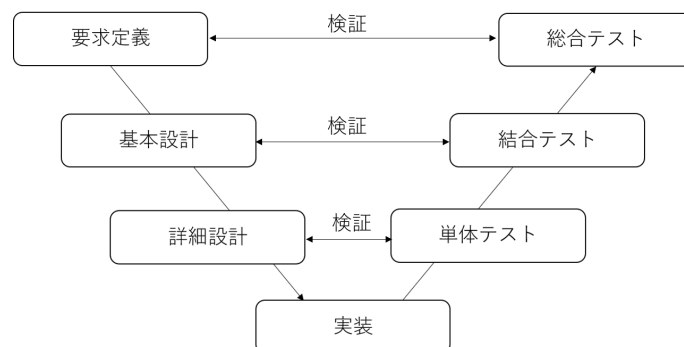 要求定義
検証
総合テスト
基本設計
検証
結合テスト
詳細設計
検証
単体テスト
実装